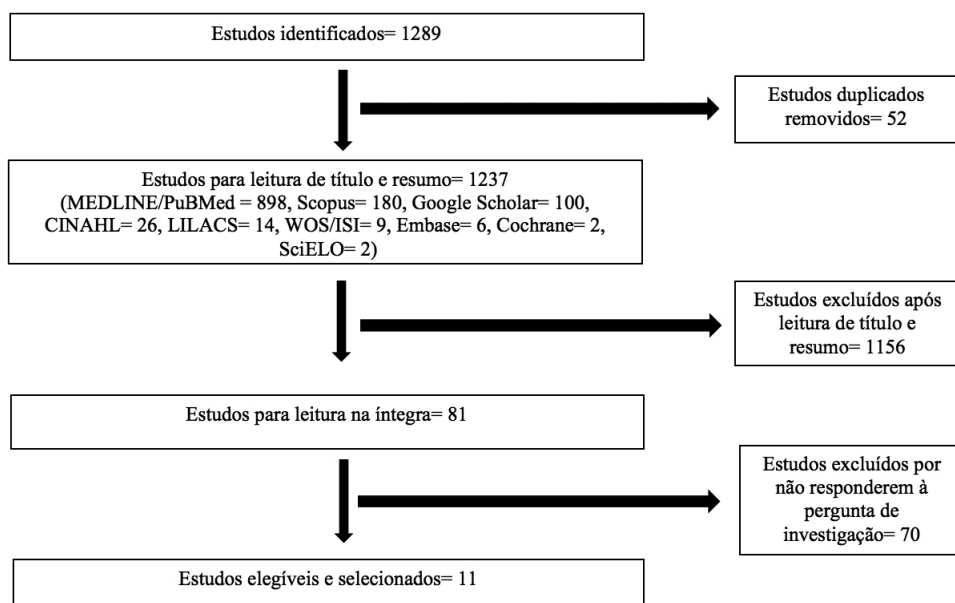 Estudos identificados= 1289
Estudos duplicados
removidos= 52
Estudos para leitura de título e resumo= 1237
(MEDLINE/PuBMed = 898, Scopus= 180, Google Scholar= 100,
CINAHL= 26, LILACS= 14, WOS/ISI= 9, Embase= 6, Cochrane= 2,
SciELO= 2)
Estudos excluídos após
leitura de título e
resumo= 1156
Estudos para leitura na íntegra= 81
Estudos excluídos por
não responderem à
pergunta de
investigação= 70
Estudos elegíveis e selecionados= 11